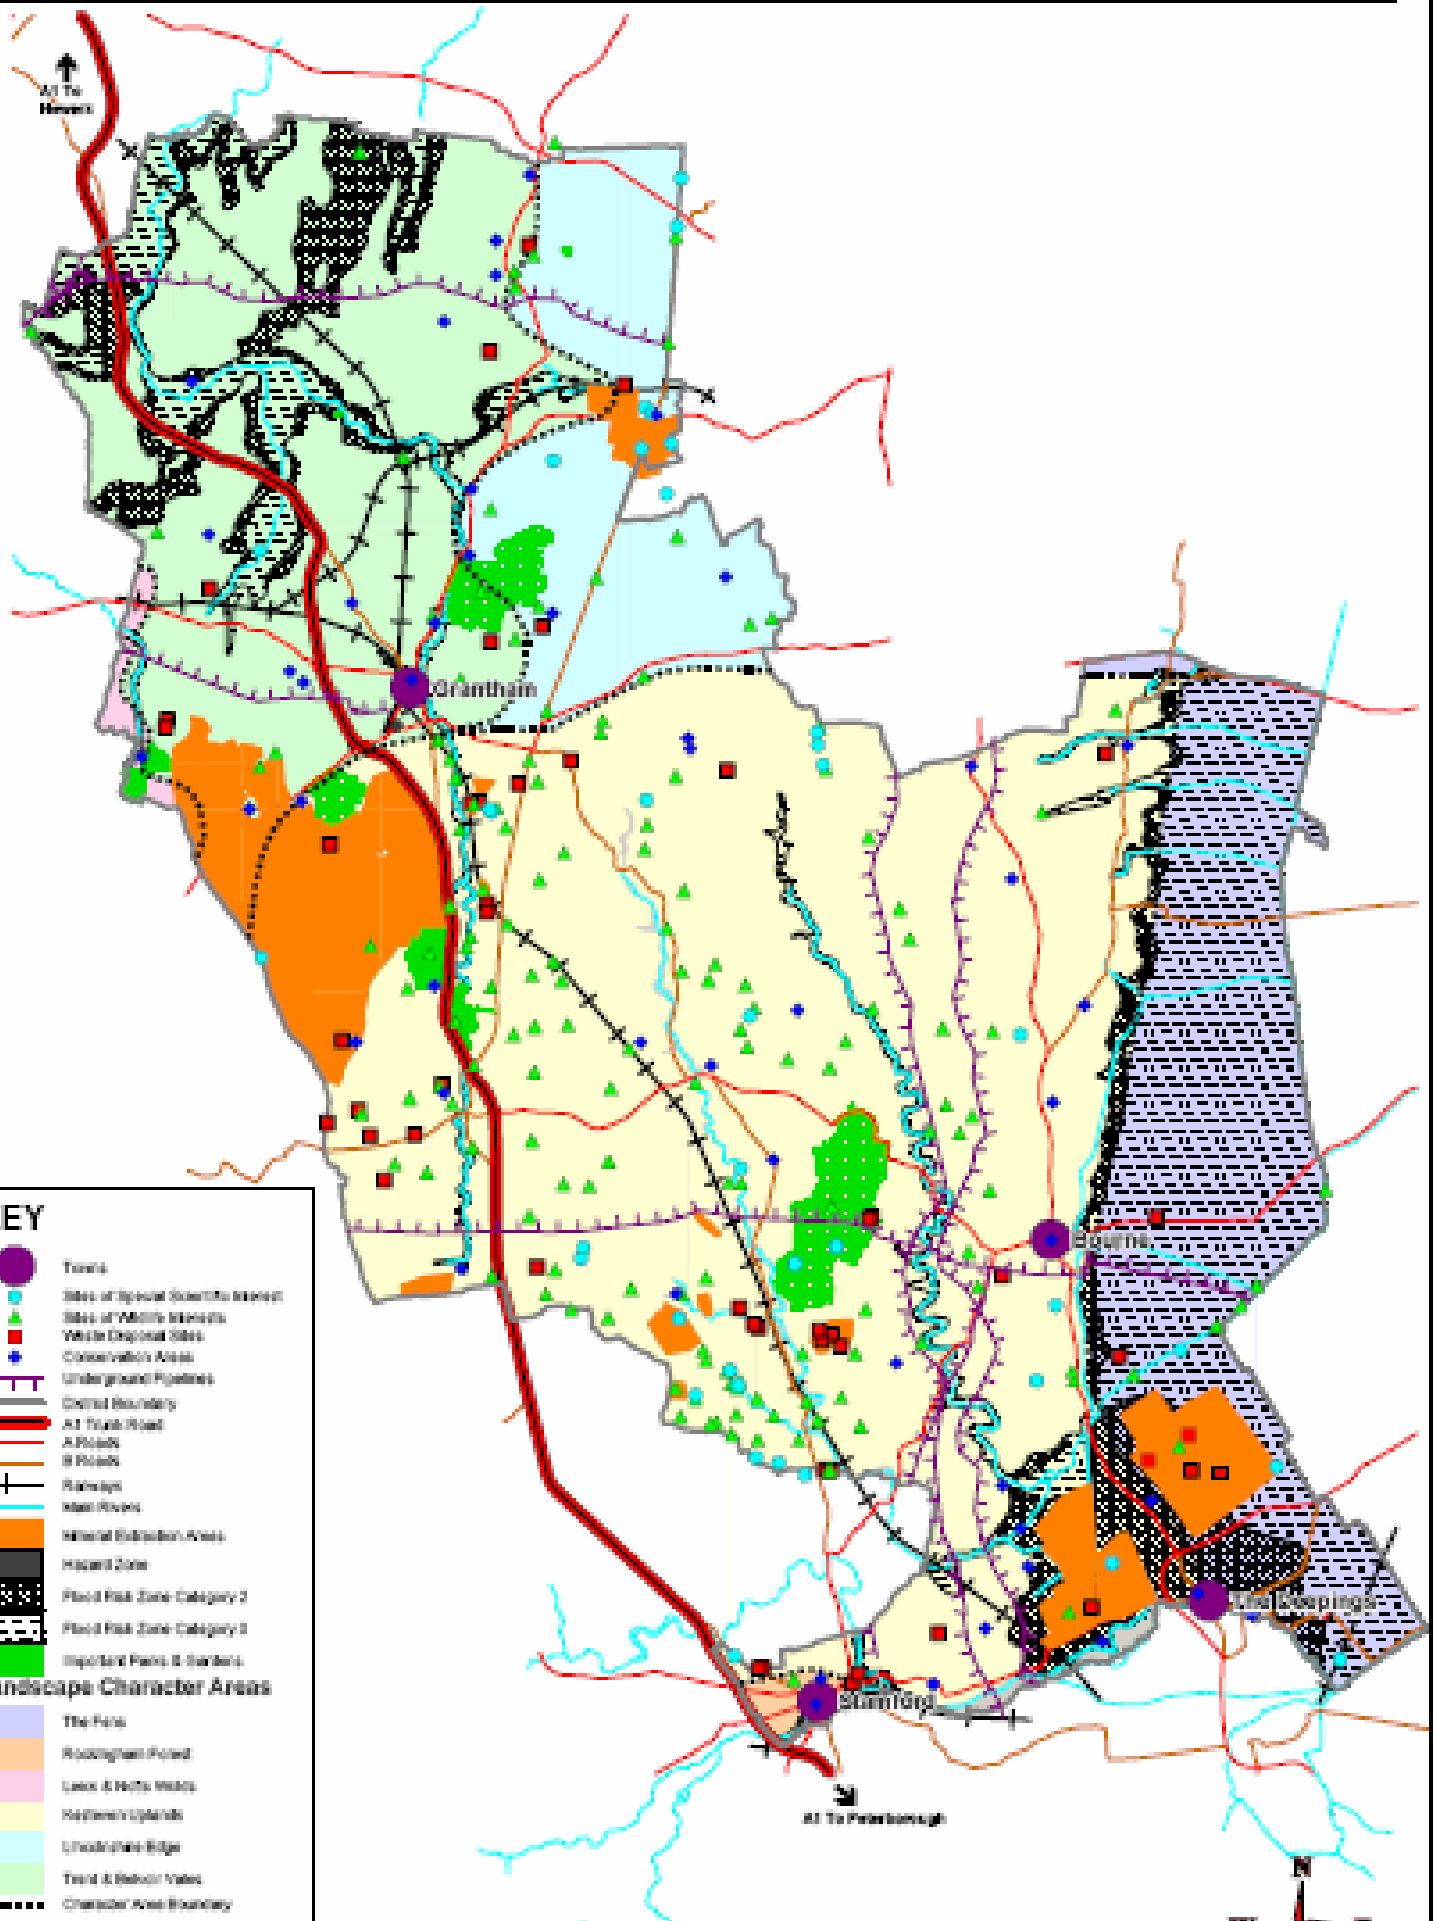 A1 To
Newark
Grantham
Bourne
The Deepings
Stamford
A1 To Peterborough
N
EY
Towns
Sites of Special Scientific Interest
Sites of Wildlife Interests
Waste Disposal Sites
Conservation Areas
Underground Pipelines
District Boundary
A1 Trunk Road
A Roads
B Roads
Railways
Main Rivers
Mineral Extraction Areas
Hazard Zone
Flood Risk Zone Category 2
Flood Risk Zone Category 3
Important Parks & Gardens
andscape Character Areas
The Fens
Rockingham Forest
Leics & Notts Wolds
Kesteven Uplands
Lincolnshire Edge
Trent & Belvoir Vales
Character Area Boundary